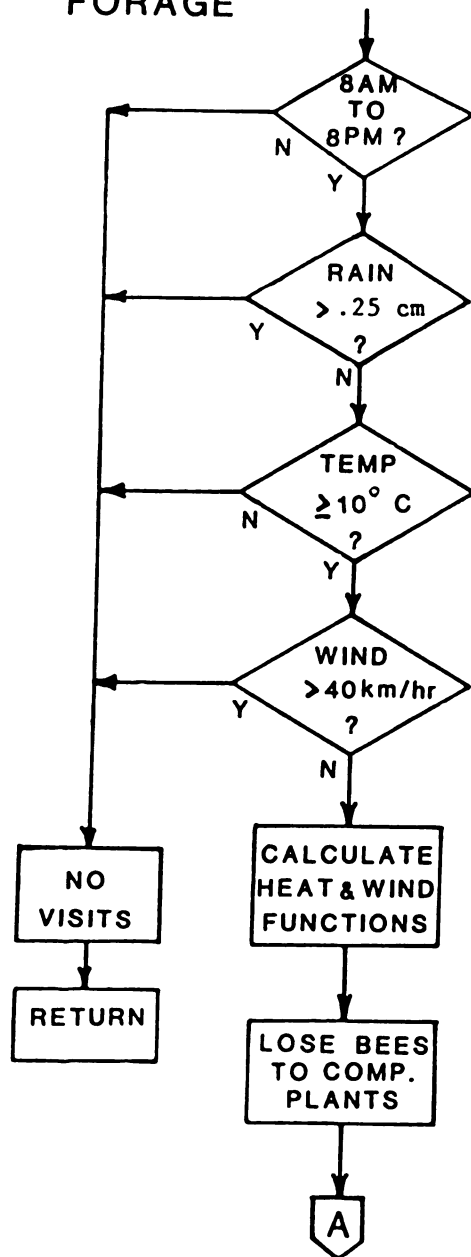 FORAGE
8AM
TO
8PM ?
N
Y
RAIN
> .25 cm
?
Y
N
TEMP
≥10° C
?
N
Y
WIND
>40km/hr
?
Y
N
CALCULATE
HEAT & WIND
FUNCTIONS
NO
VISITS
RETURN
LOSE BEES
TO COMP.
PLANTS
A